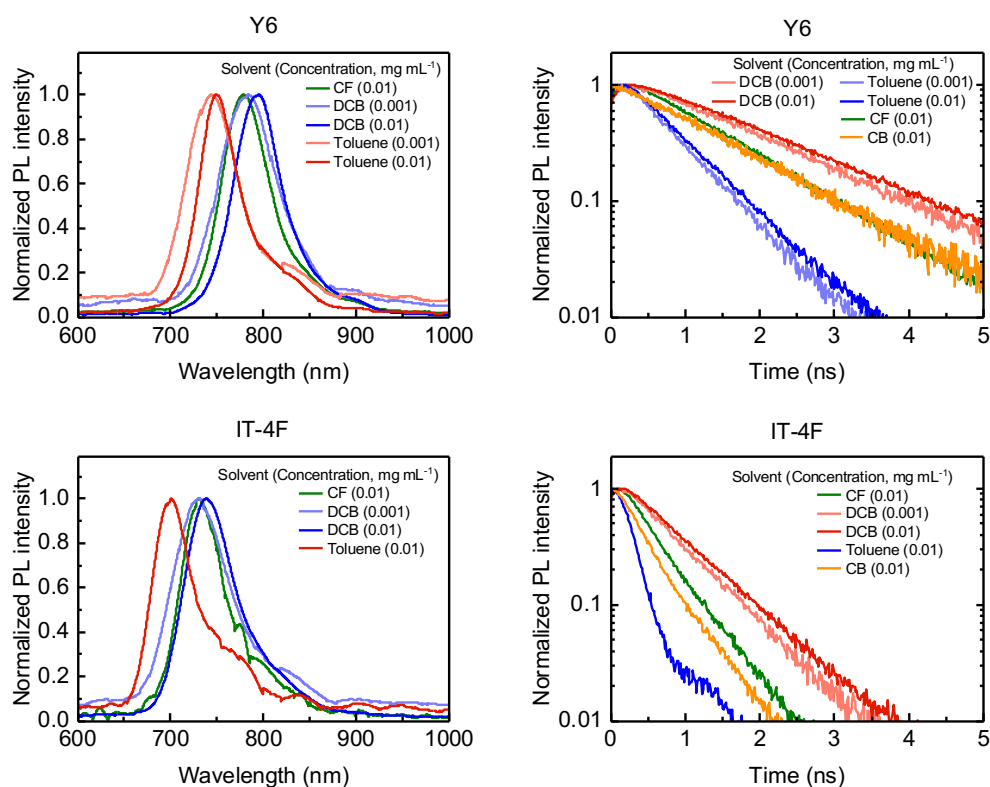 Y6
Normalized PL intensity
1.0
0.8
0.6
0.4
0.2
0.0
Solvent (Concentration, mg mL⁻¹)
CF (0.01)
DCB (0.001)
DCB (0.01)
Toluene (0.001)
Toluene (0.01)
600 700 800 900 1000
Wavelength (nm)
Y6
Normalized PL intensity
1
0.1
0.01
Solvent (Concentration, mg mL⁻¹)
DCB (0.001) Toluene (0.001)
DCB (0.01) Toluene (0.01)
CF (0.01)
CB (0.01)
0 1 2 3 4 5
Time (ns)
IT-4F
Normalized PL intensity
1.0
0.8
0.6
0.4
0.2
0.0
Solvent (Concentration, mg mL⁻¹)
CF (0.01)
DCB (0.001)
DCB (0.01)
Toluene (0.01)
600 700 800 900 1000
Wavelength (nm)
IT-4F
Normalized PL intensity
1
0.1
0.01
Solvent (Concentration, mg mL⁻¹)
CF (0.01)
DCB (0.001)
DCB (0.01)
Toluene (0.01)
CB (0.01)
0 1 2 3 4 5
Time (ns)